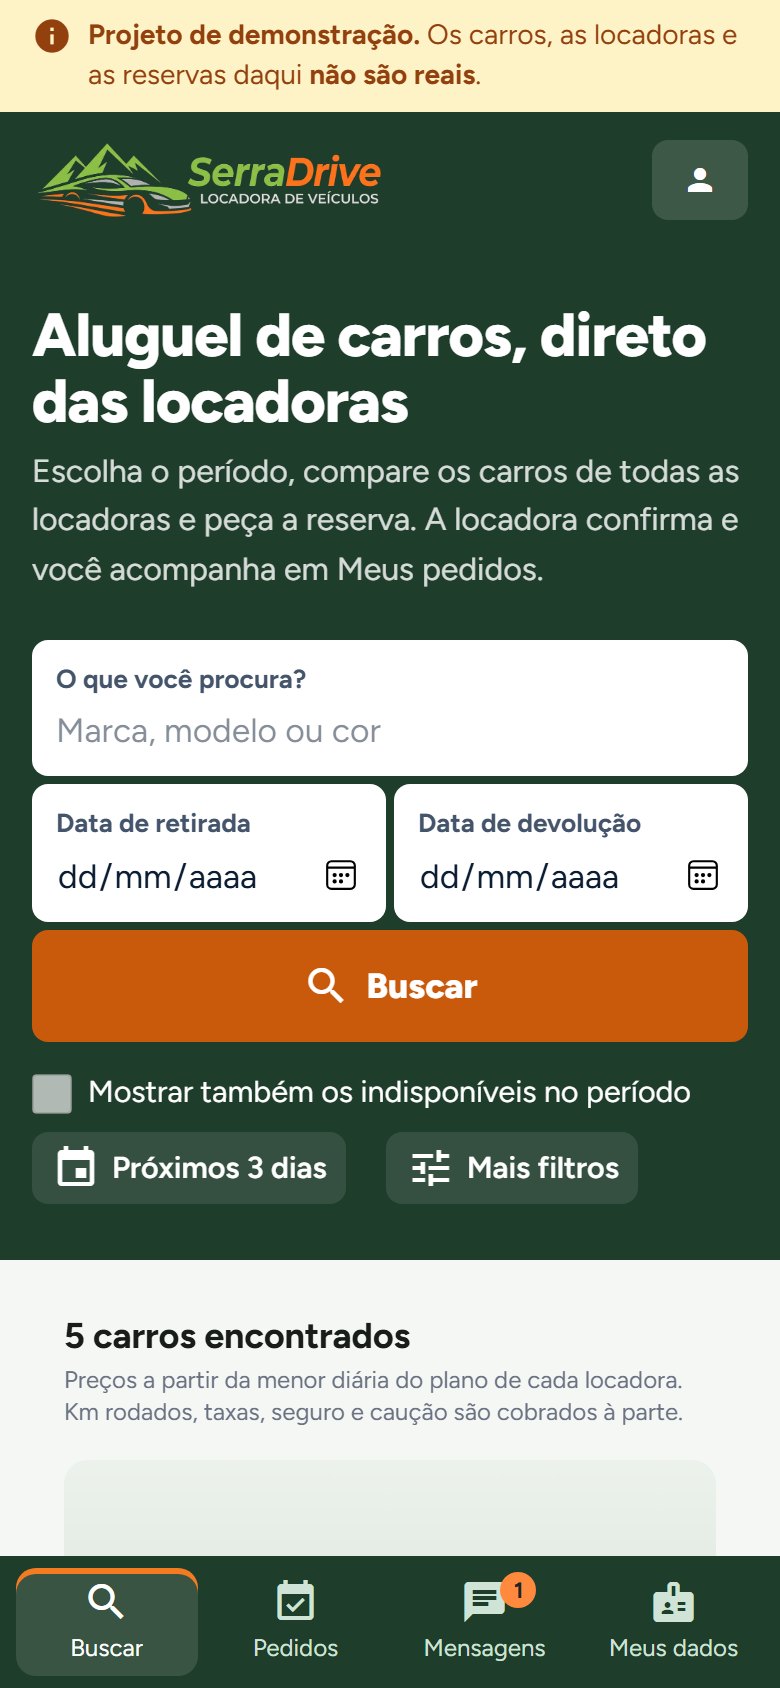 Projeto de demonstração. Os carros, as locadoras e
as reservas daqui não são reais.
SerraDrive
LOCADORA DE VEÍCULOS
Aluguel de carros, direto
das locadoras
Escolha o período, compare os carros de todas as
locadoras e peça a reserva. A locadora confirma e
você acompanha em Meus pedidos.
O que você procura?
Marca, modelo ou cor
Data de retirada
dd/mm/aaaa
Data de devolução
dd/mm/aaaa
Buscar
Mostrar também os indisponíveis no período
Próximos 3 dias
Mais filtros
5 carros encontrados
Preços a partir da menor diária do plano de cada locadora.
Km rodados, taxas, seguro e caução são cobrados à parte.
Buscar
Pedidos
1
Mensagens
Meus dados